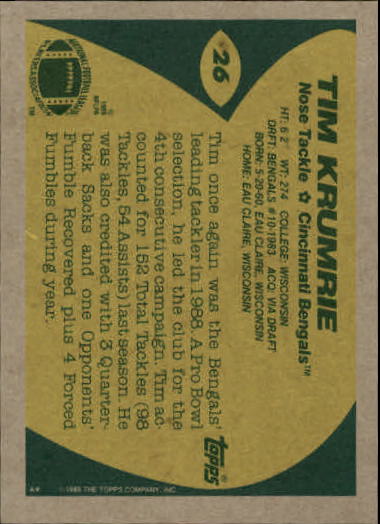 26
TIM KRUMRIE
Nose Tackle ☆ Cincinnati Bengals™
HT: 6'2" WT: 274 COLLEGE: WISCONSIN
DRFT: BENGALS #10-1983 ACQ: VIA DRAFT
BORN: 5-20-60, EAU CLAIRE, WISCONSIN
HOME: EAU CLAIRE, WISCONSIN
topps
Tim once again was the Bengals'
leading tackler in 1988. A Pro Bowl
selection, he led the club for the
4th consecutive campaign. Tim ac-
counted for 152 Total Tackles (98
Tackles, 54 Assists) last season. He
was also credited with 3 Quarter-
back Sacks and one Opponents'
Fumble Recovered plus 4 Forced
Fumbles during year.
© 1989 THE TOPPS COMPANY, INC.